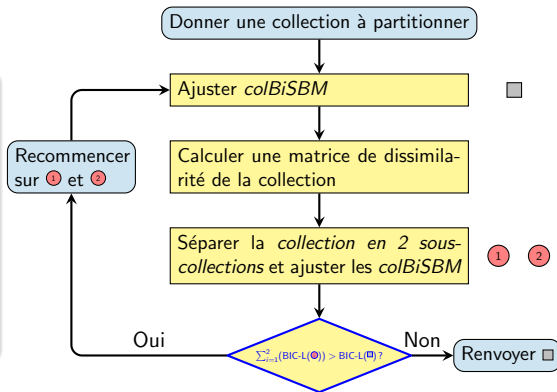 Donner une collection à partitionner
Ajuster colBiSBM
Recommencer
sur 1 et 2
Calculer une matrice de dissimila-
rité de la collection
Séparer la collection en 2 sous-
collections et ajuster les colBiSBM
1 2
Oui
Non
∑²ᵢ₌₁(BIC-L(●)) > BIC-L(■)?
Renvoyer